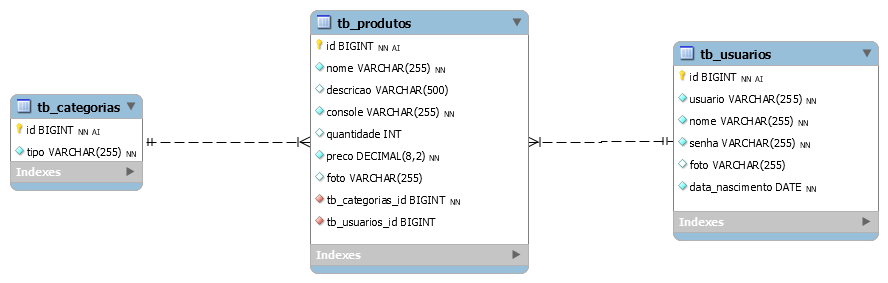 tb_categorias
id BIGINT NN AI
tipo VARCHAR(255) NN
Indexes
tb_produtos
id BIGINT NN AI
nome VARCHAR(255) NN
descricao VARCHAR(500)
console VARCHAR(255) NN
quantidade INT
preco DECIMAL(8,2) NN
foto VARCHAR(255)
tb_categorias_id BIGINT NN
tb_usuarios_id BIGINT
Indexes
tb_usuarios
id BIGINT NN AI
usuario VARCHAR(255) NN
nome VARCHAR(255) NN
senha VARCHAR(255) NN
foto VARCHAR(255)
data_nascimento DATE NN
Indexes